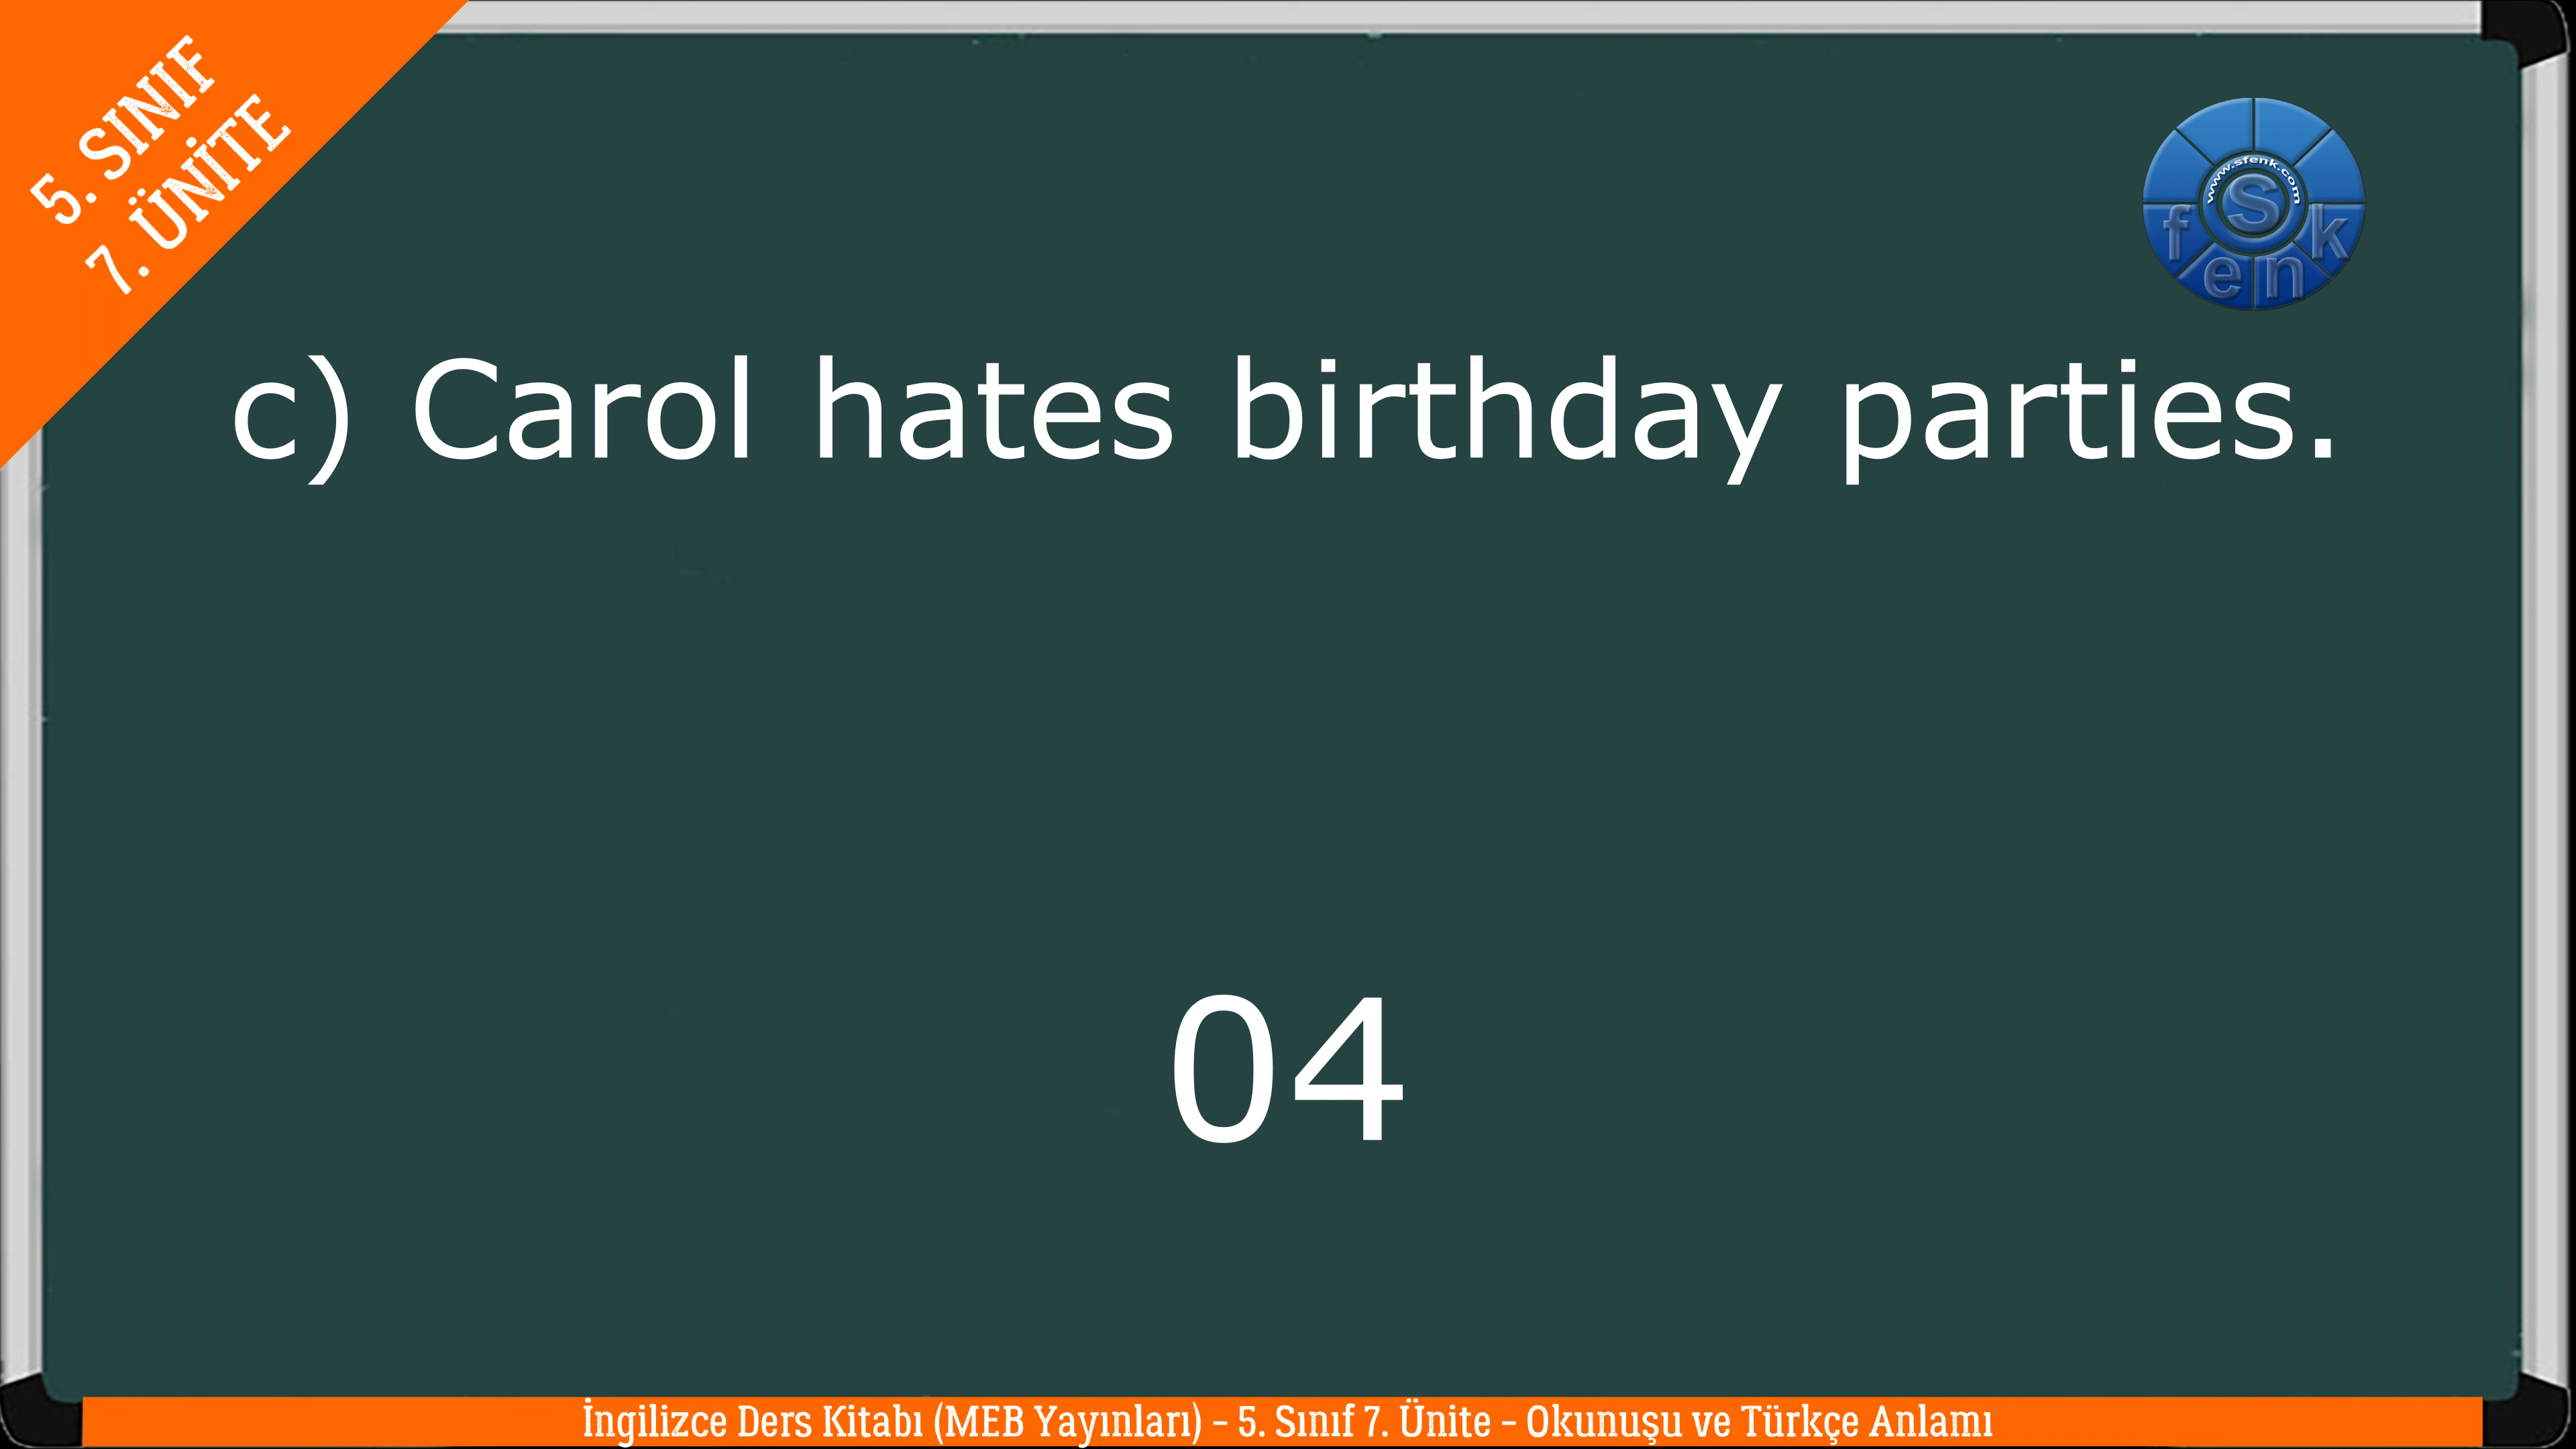 5. SINIF
7. ÜNİTE
www.sfenk.com
S
f e n k
c) Carol hates birthday parties.
04
İngilizce Ders Kitabı (MEB Yayınları) – 5. Sınıf 7. Ünite – Okunuşu ve Türkçe Anlamı